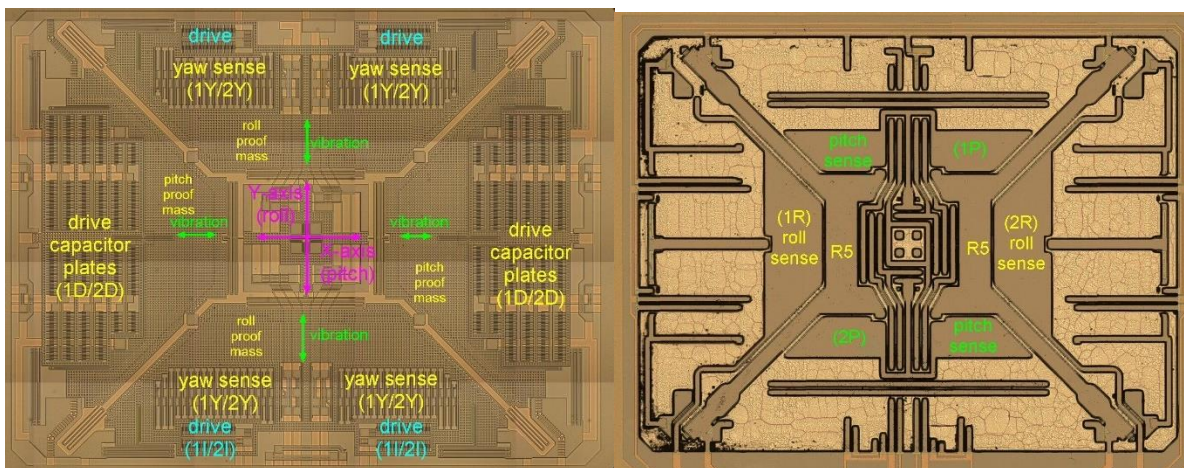 drive
drive
yaw sense
(1Y/2Y)
yaw sense
(1Y/2Y)
roll
proof
mass
vibration
pitch
proof
mass
vibration
Y-axis
(roll)
X-axis
(pitch)
vibration
drive
capacitor
plates
(1D/2D)
drive
capacitor
plates
(1D/2D)
pitch
proof
mass
roll
proof
mass
vibration
yaw sense
(1Y/2Y)
yaw sense
(1Y/2Y)
drive
(1I/2I)
drive
(1I/2I)
pitch
sense
(1P)
(1R)
roll
sense
R5
R5
(2R)
roll
sense
(2P)
pitch
sense